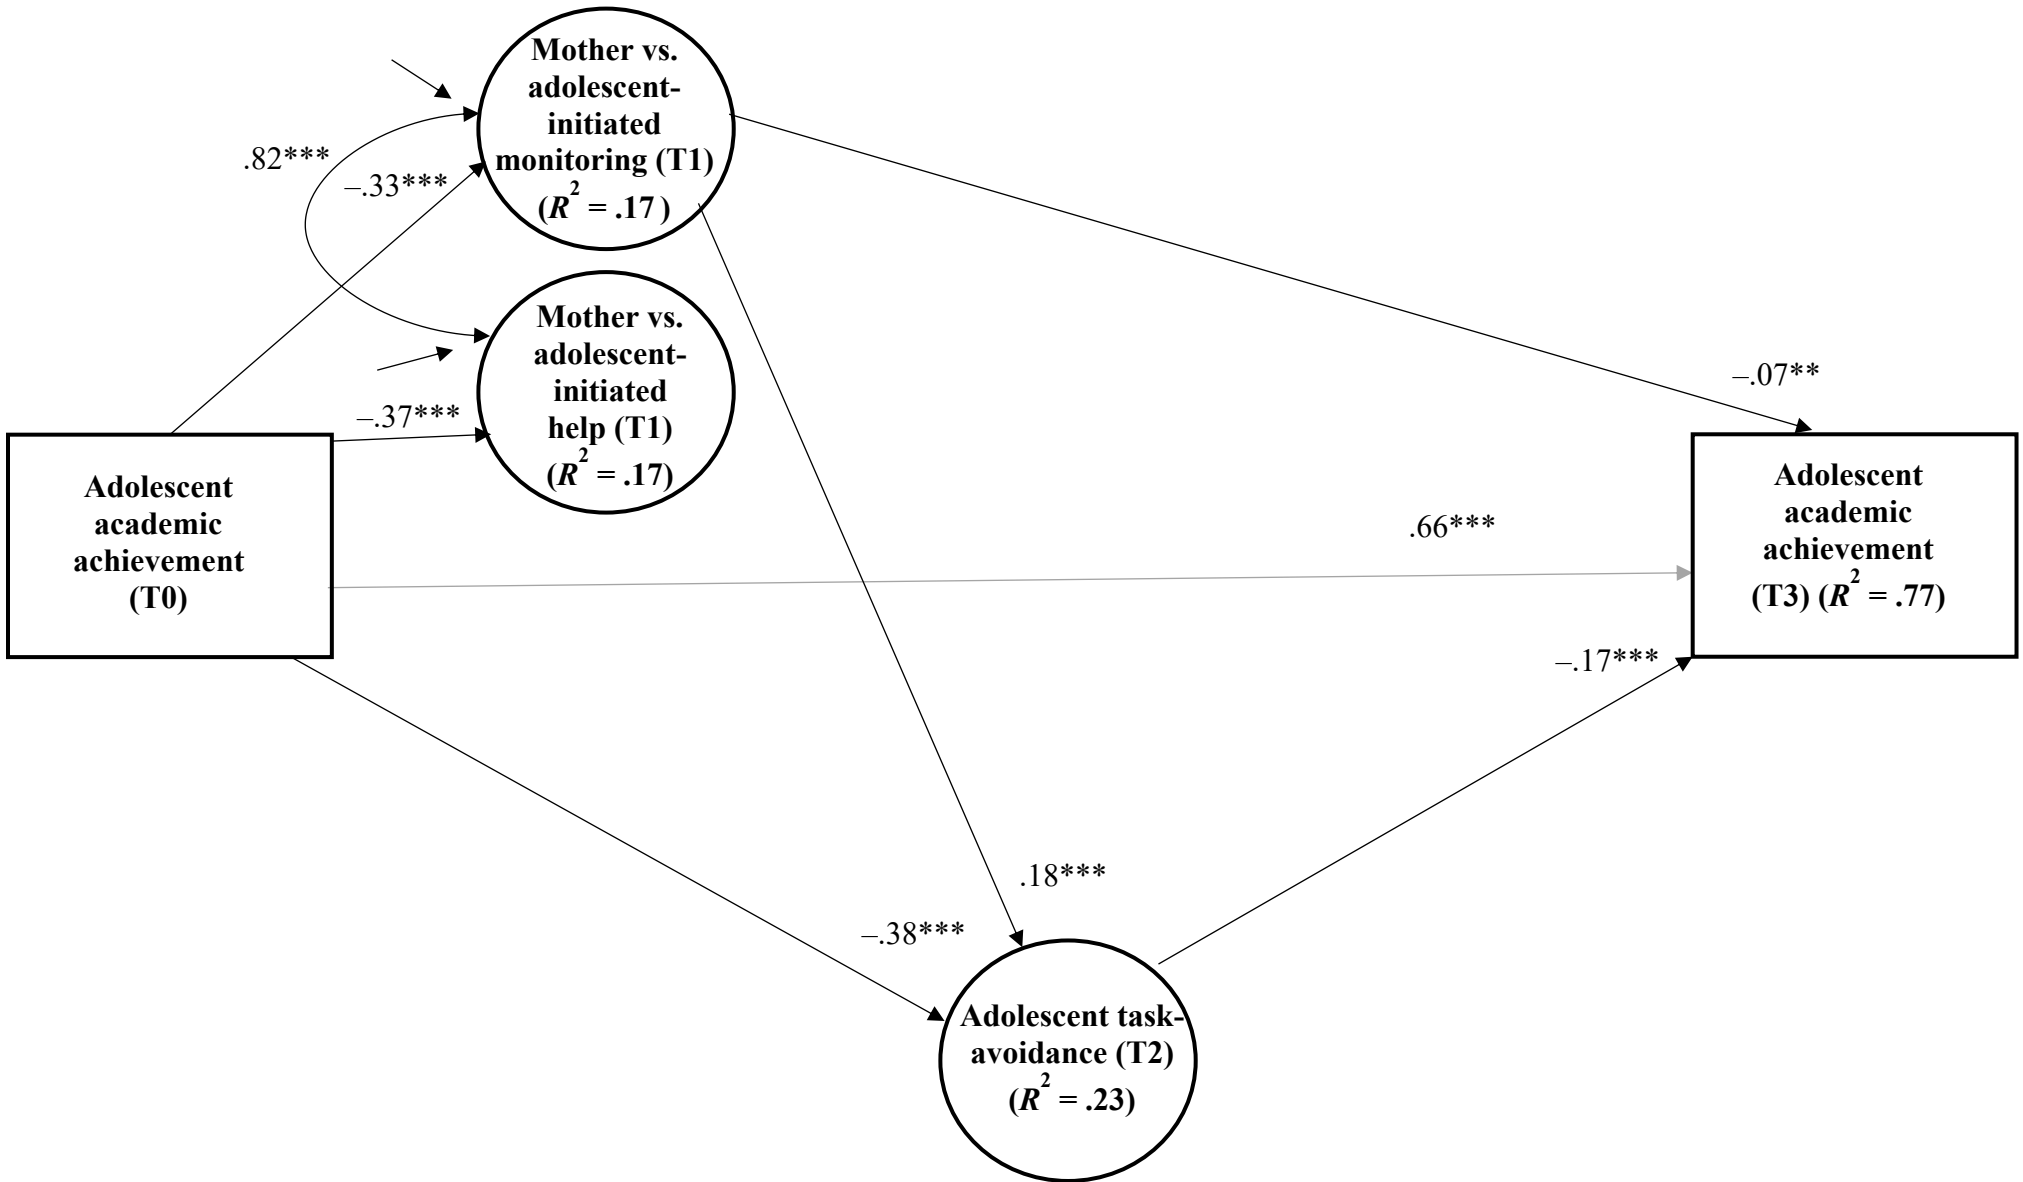 Mother vs.
adolescent-
initiated
monitoring (T1)
(R² = .17 )
.82***
–.33***
Mother vs.
adolescent-
initiated
help (T1)
(R² = .17)
–.37***
–.07**
Adolescent
academic
achievement
(T0)
Adolescent
academic
achievement
(T3) (R² = .77)
.66***
–.17***
.18***
–.38***
Adolescent task-
avoidance (T2)
(R² = .23)